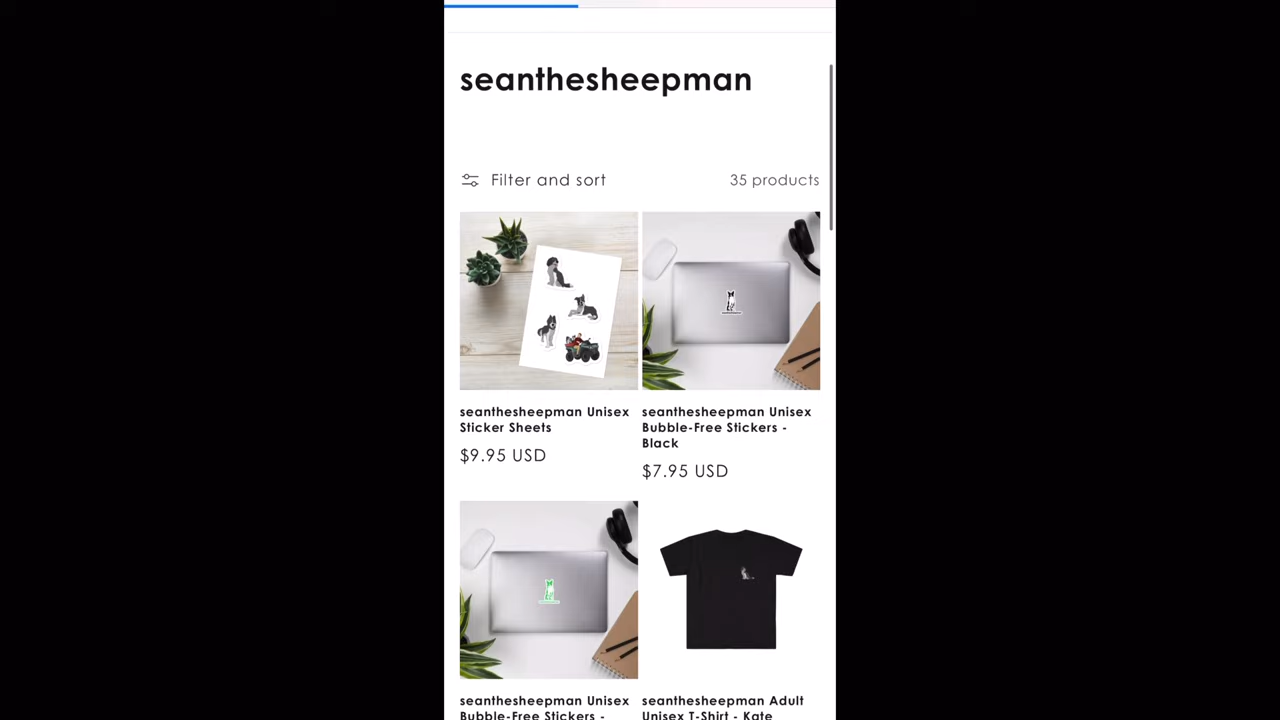 seanthesheepman
Filter and sort
35 products
seanthesheepman Unisex
Sticker Sheets
$9.95 USD
seanthesheepman Unisex
Bubble-Free Stickers -
Black
$7.95 USD
seanthesheepman Unisex
Bubble-Free Stickers -
seanthesheepman Adult
Unisex T-Shirt - Kate